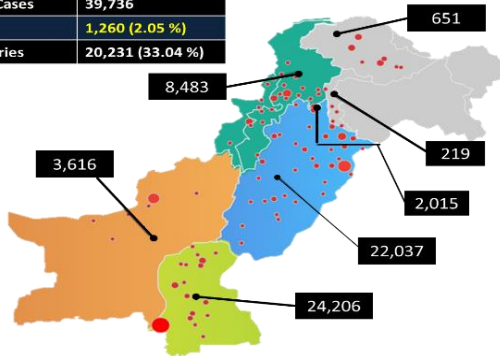 Cases 39,736
1,260 (2.05 %)
ries 20,231 (33.04 %)
651
8,483
3,616
219
2,015
22,037
24,206